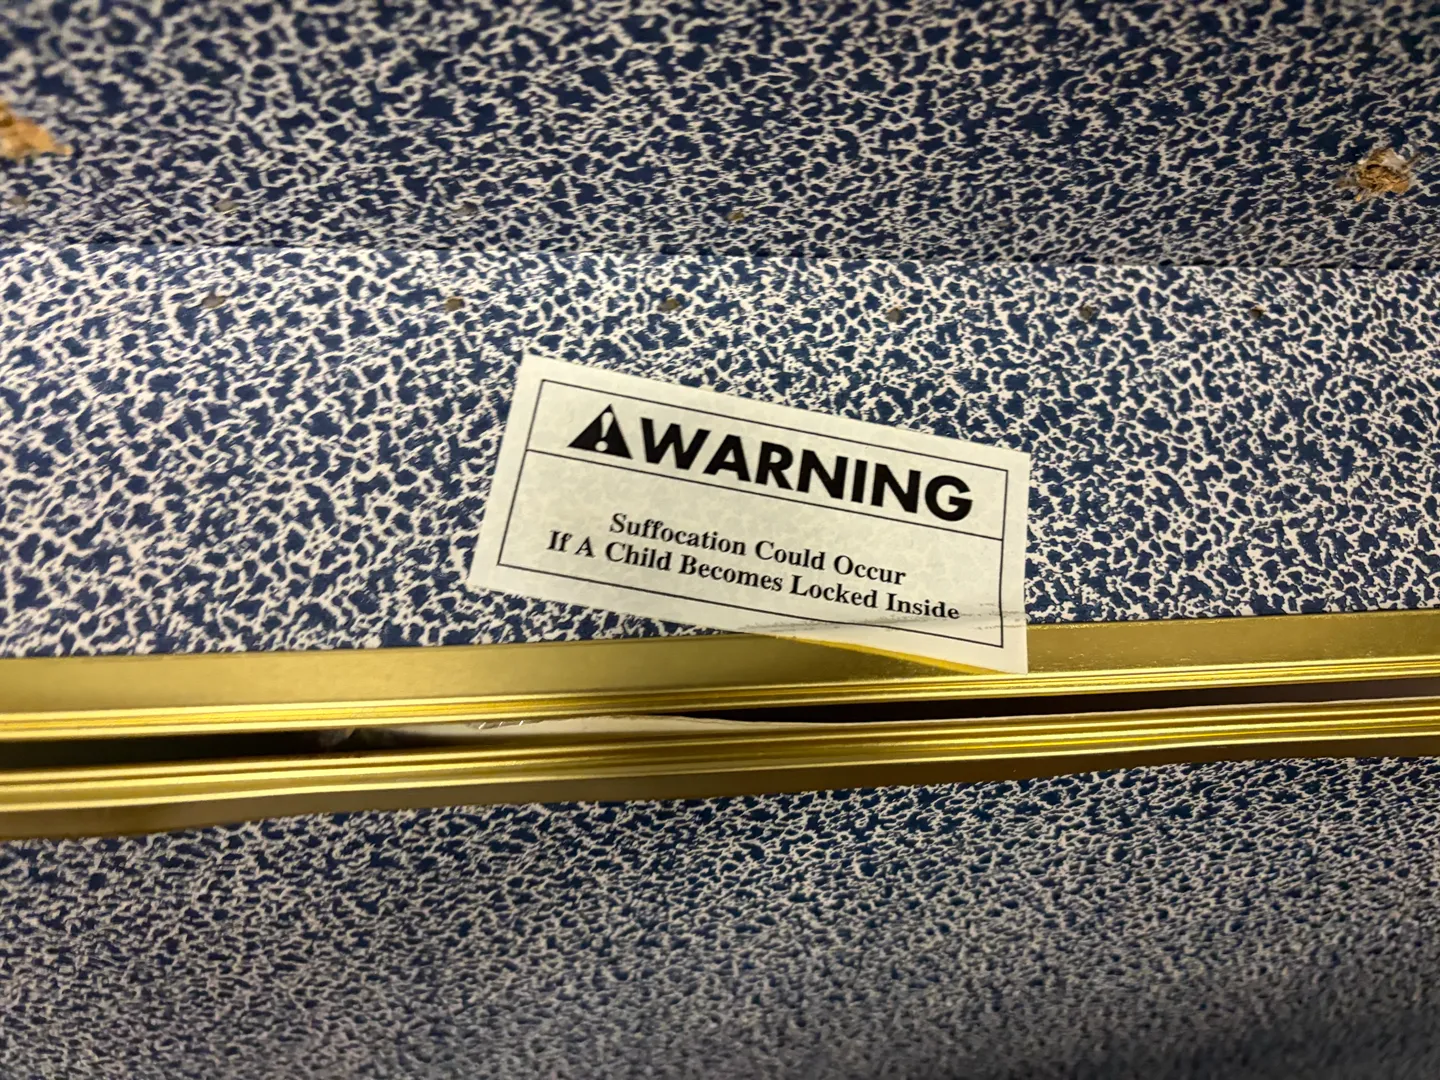 WARNING
Suffocation Could Occur
If A Child Becomes Locked Inside